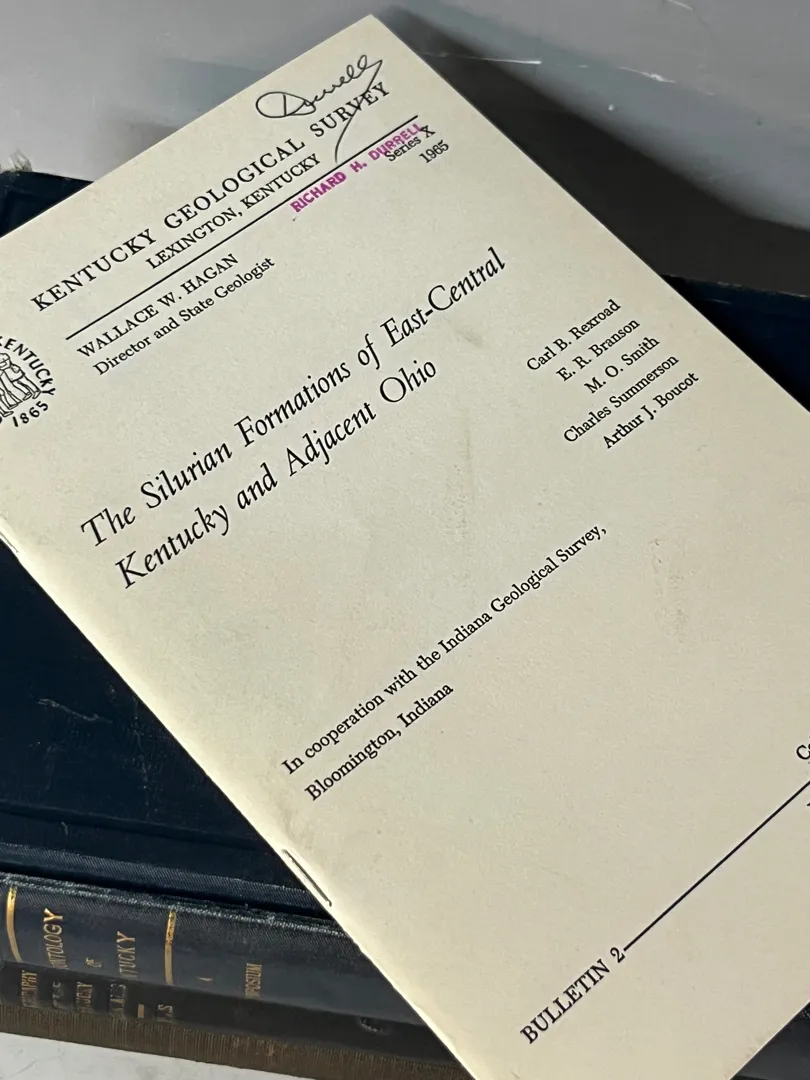 Durrell
KENTUCKY GEOLOGICAL SURVEY
LEXINGTON, KENTUCKY
RICHARD H. DURRELL
Series X
1965
WALLACE W. HAGAN
Director and State Geologist
KENTUCKY
1865
The Silurian Formations of East-Central
Kentucky and Adjacent Ohio
Carl B. Rexroad
E. R. Branson
M. O. Smith
Charles Summerson
Arthur J. Boucot
In cooperation with the Indiana Geological Survey,
Bloomington, Indiana
BULLETIN 2